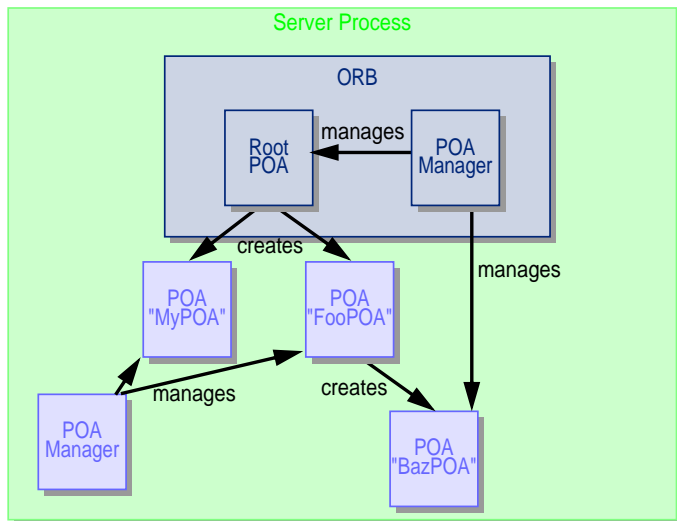 Server Process
ORB
Root
POA
manages
POA
Manager
creates
manages
POA
"MyPOA"
POA
"FooPOA"
manages
creates
POA
Manager
POA
"BazPOA"